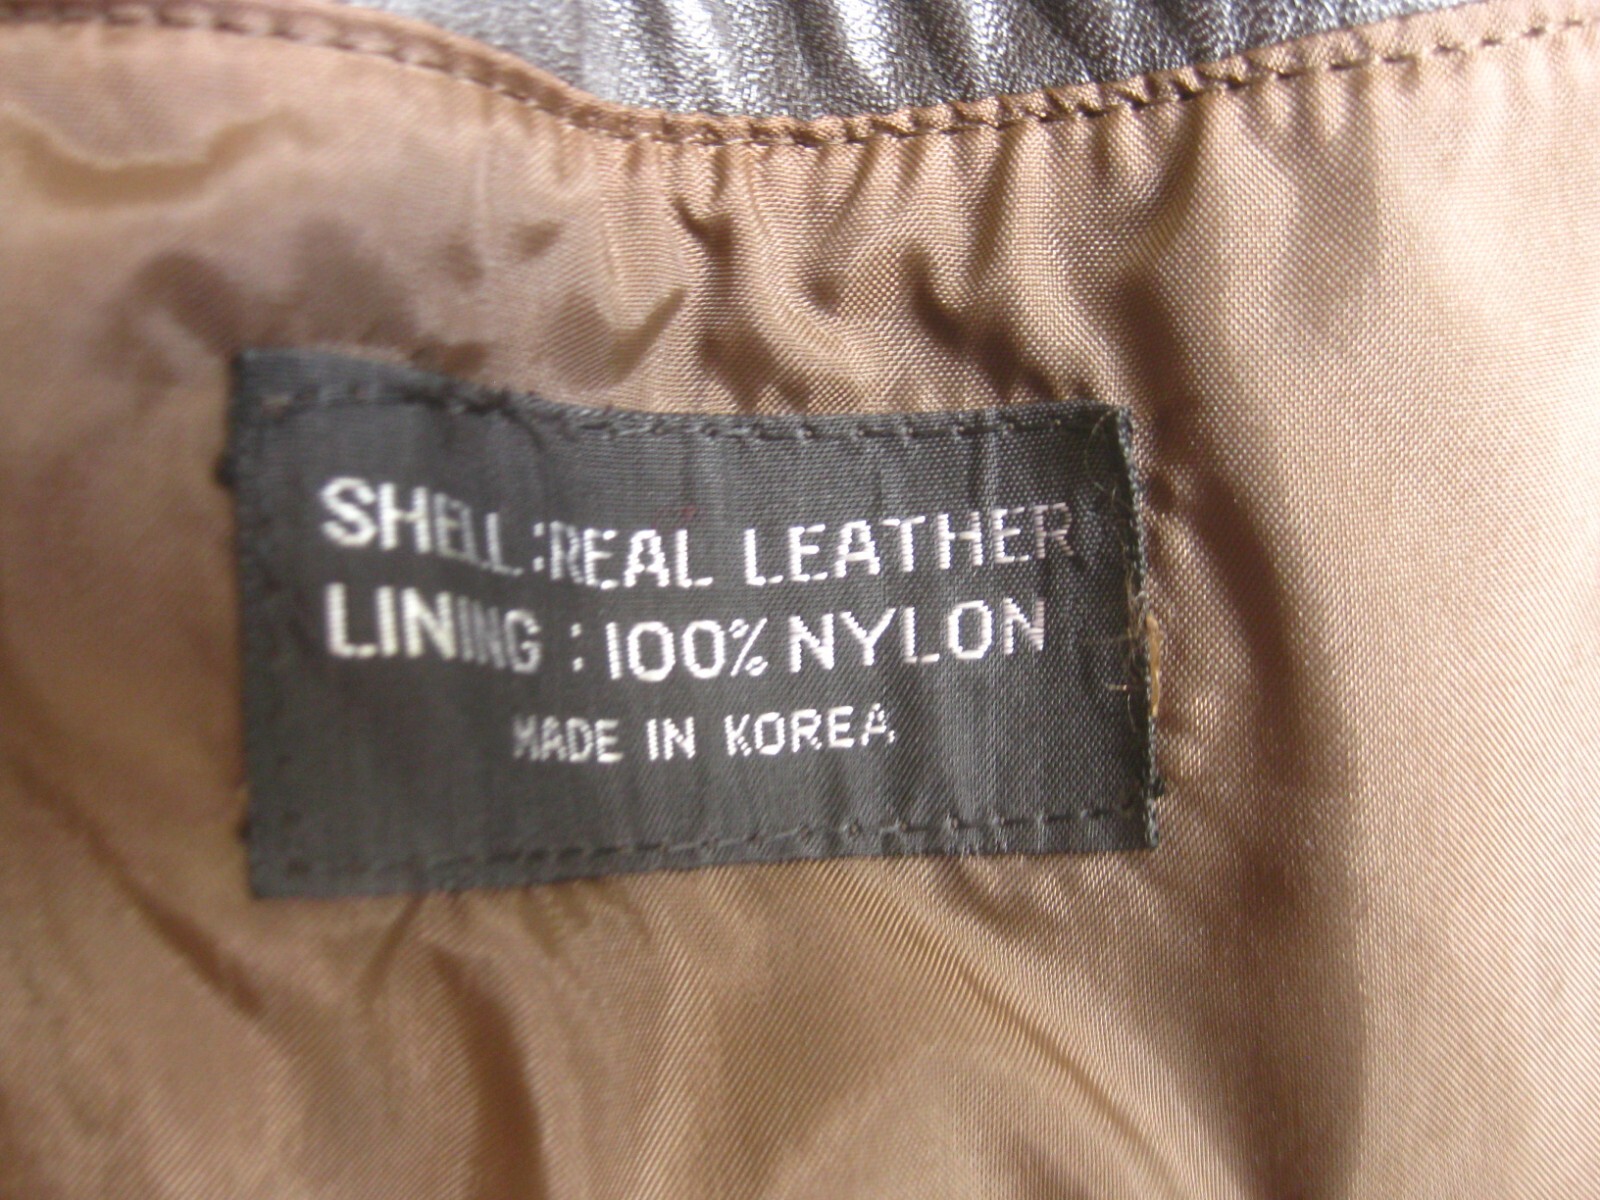 SHELL:REAL LEATHER
LINING : 100% NYLON
MADE IN KOREA